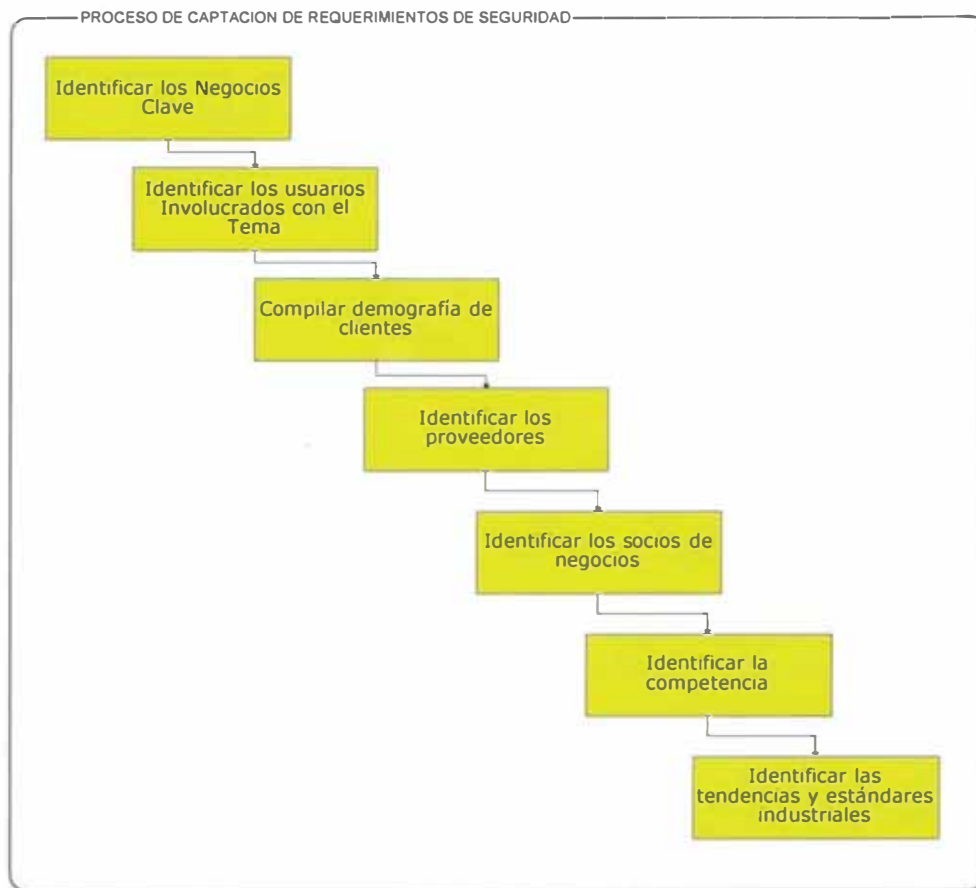 PROCESO DE CAPTACION DE REQUERIMIENTOS DE SEGURIDAD
Identificar los Negocios
Clave
Identificar los usuarios
Involucrados con el
Tema
Compilar demografía de
clientes
Identificar los
proveedores
Identificar los socios de
negocios
Identificar la
competencia
Identificar las
tendencias y estándares
industriales